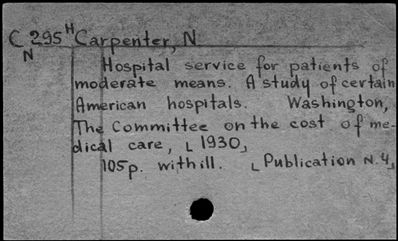 C 295 H Carpenter, N
N
Hospital service for patients of
moderate means. A study of certain
American hospitals. Washington,
The Committee on the cost of me-
dical care, [1930]
105p. with ill. [Publication N. 4]